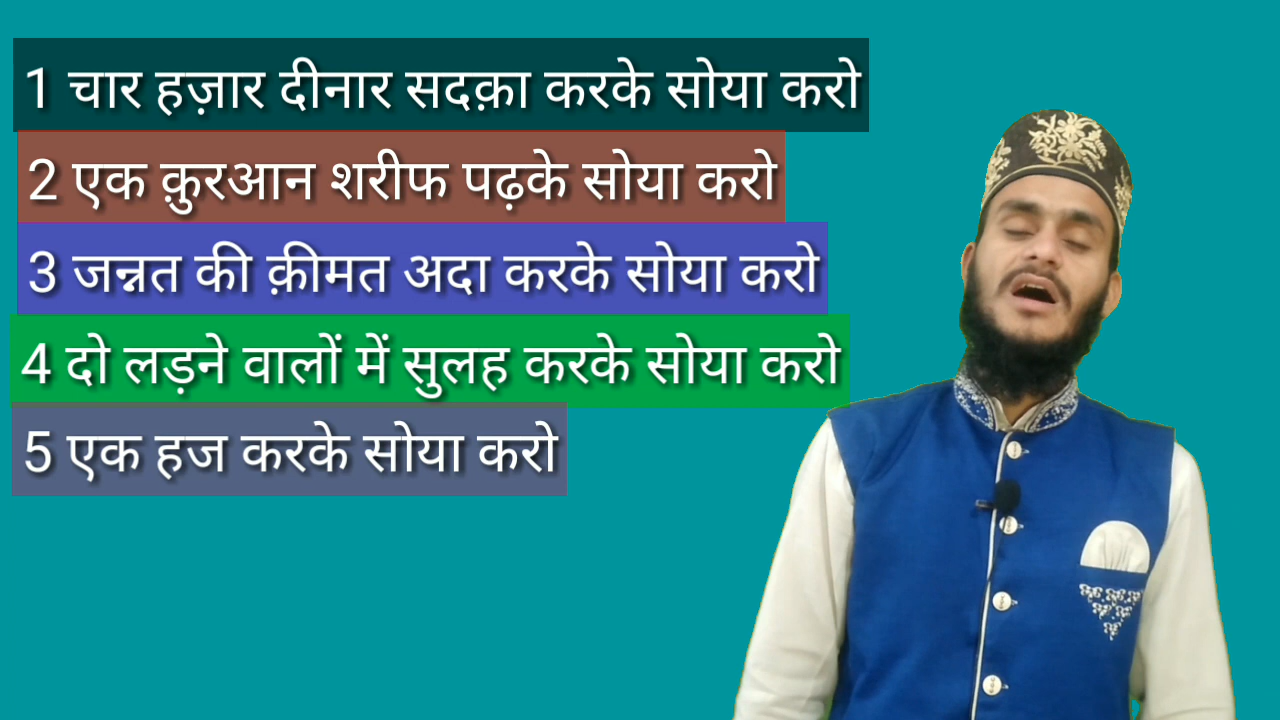 1 चार हज़ार दीनार सदक़ा करके सोया करो
2 एक क़ुरआन शरीफ पढ़के सोया करो
3 जन्नत की क़ीमत अदा करके सोया करो
4 दो लड़ने वालों में सुलह करके सोया करो
5 एक हज करके सोया करो